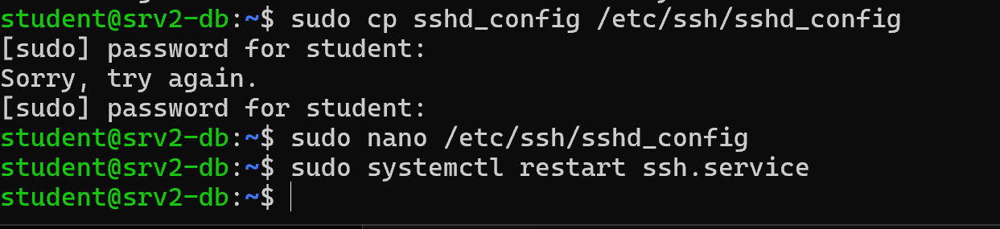 student@srv2-db:~$ sudo cp sshd_config /etc/ssh/sshd_config
[sudo] password for student:
Sorry, try again.
[sudo] password for student:
student@srv2-db:~$ sudo nano /etc/ssh/sshd_config
student@srv2-db:~$ sudo systemctl restart ssh.service
student@srv2-db:~$